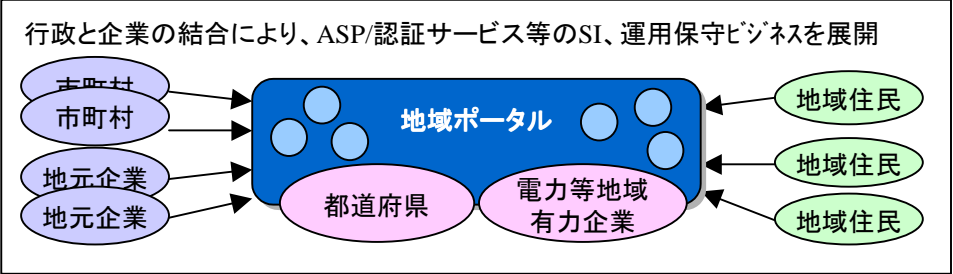 行政と企業の結合により、ASP/認証サービス等のSI、運用保守ﾋﾞｼﾞﾈｽを展開
市町村
市町村
地元企業
地元企業
地域ポータル
都道府県
電力等地域
有力企業
地域住民
地域住民
地域住民